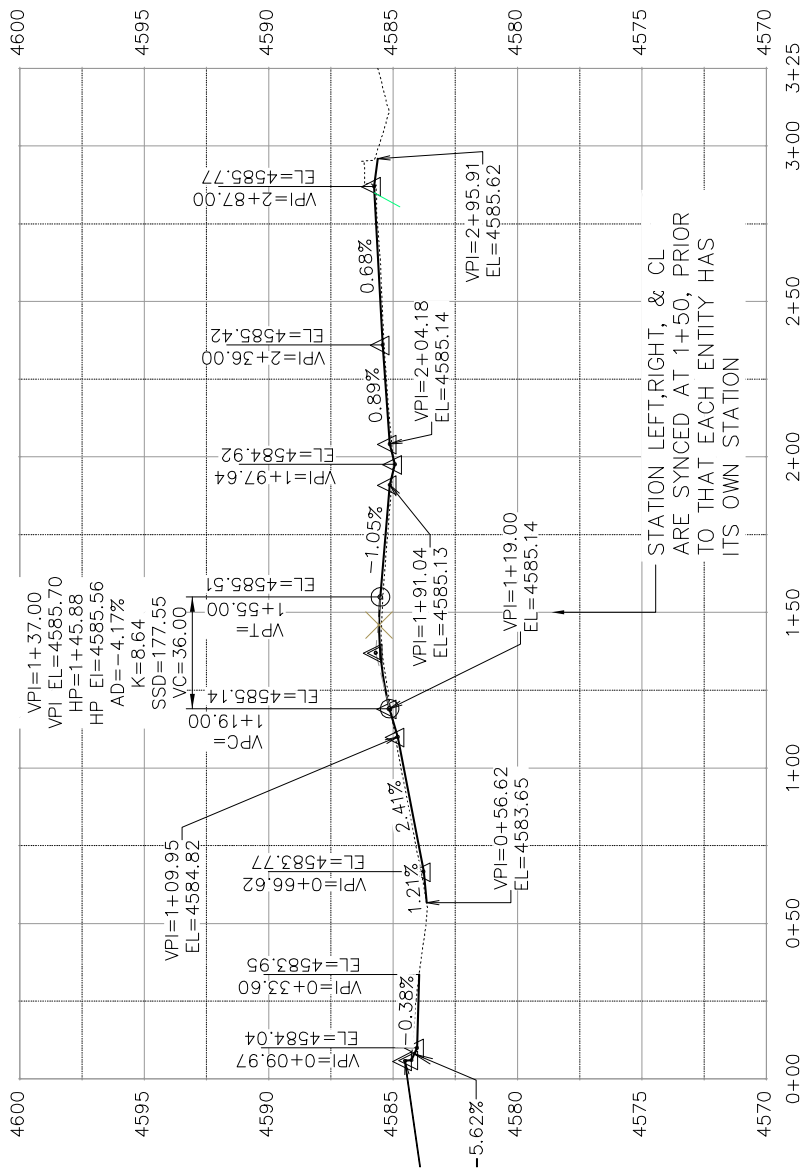 4600
4595
4590
4585
4580
4575
4570
VPI=1+37.00
VPI EL=4585.70
HP=1+45.88
HP El=4585.56
AD=-4.17%
K=8.64
SSD=177.55
VC=36.00
VPC=
1+19.00
EL=4585.14
VPT=
1+55.00
EL=4585.51
VPI=0+09.97
EL=4584.04
VPI=0+33.60
EL=4583.95
VPI=0+66.62
EL=4583.77
VPI=1+09.95
EL=4584.82
VPI=1+97.64
EL=4584.92
VPI=2+36.00
EL=4585.42
VPI=2+87.00
EL=4585.77
-5.62%
-0.38%
1.21%
2.41%
-1.05%
0.89%
0.68%
VPI=0+56.62
EL=4583.65
VPI=1+19.00
EL=4585.14
VPI=1+91.04
EL=4585.13
VPI=2+04.18
EL=4585.14
VPI=2+95.91
EL=4585.62
STATION LEFT,RIGHT, & CL
ARE SYNCED AT 1+50, PRIOR
TO THAT EACH ENTITY HAS
ITS OWN STATION
4600
4595
4590
4585
4580
4575
4570
0+00
0+50
1+00
1+50
2+00
2+50
3+00
3+25